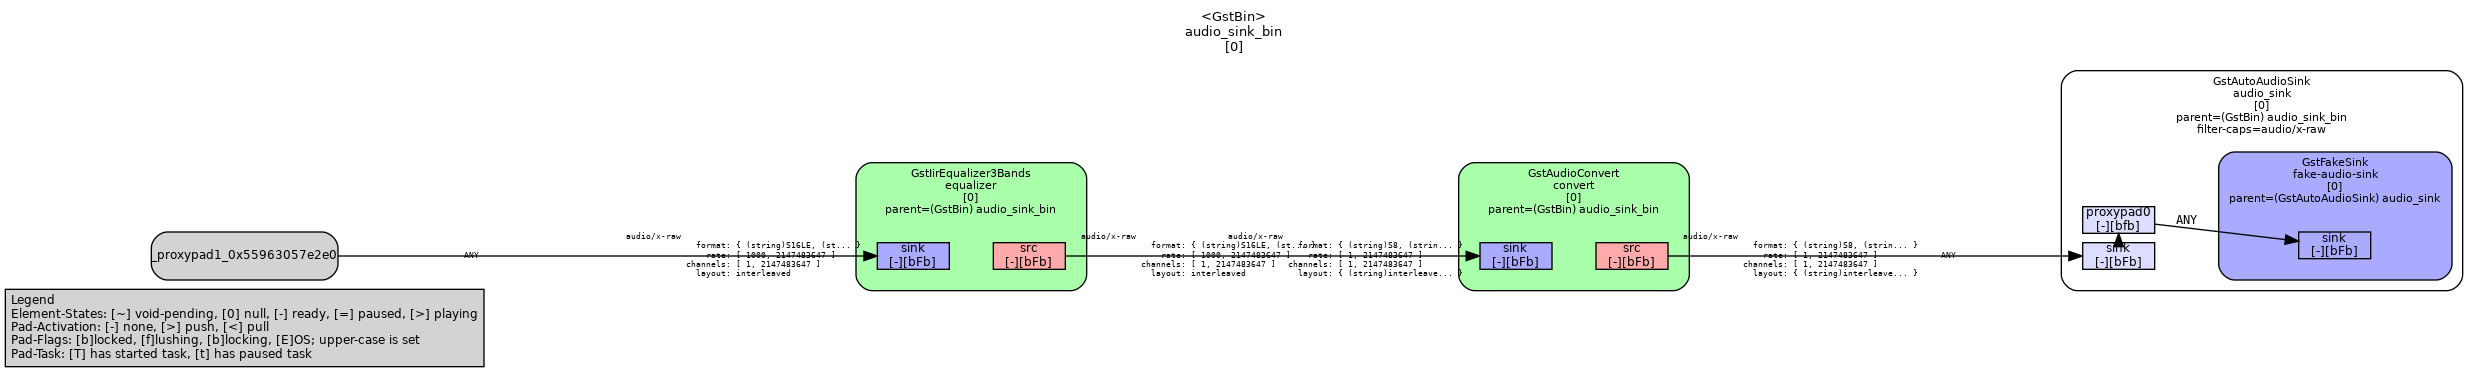 <GstBin>
audio_sink_bin
[0]
_proxypad1_0x55963057e2e0
ANY
audio/x-raw
format: { (string)S16LE, (st... }
rate: [ 1000, 2147483647 ]
channels: [ 1, 2147483647 ]
layout: interleaved
GstIirEqualizer3Bands
equalizer
[0]
parent=(GstBin) audio_sink_bin
sink
[-][bFb]
src
[-][bFb]
audio/x-raw
format: { (string)S16LE, (st... }
rate: [ 1000, 2147483647 ]
channels: [ 1, 2147483647 ]
layout: interleaved
audio/x-raw
format: { (string)S8, (strin... }
rate: [ 1, 2147483647 ]
channels: [ 1, 2147483647 ]
layout: { (string)interleave... }
GstAudioConvert
convert
[0]
parent=(GstBin) audio_sink_bin
sink
[-][bFb]
src
[-][bFb]
audio/x-raw
format: { (string)S8, (strin... }
rate: [ 1, 2147483647 ]
channels: [ 1, 2147483647 ]
layout: { (string)interleave... }
ANY
GstAutoAudioSink
audio_sink
[0]
parent=(GstBin) audio_sink_bin
filter-caps=audio/x-raw
proxypad0
[-][bfb]
sink
[-][bFb]
ANY
GstFakeSink
fake-audio-sink
[0]
parent=(GstAutoAudioSink) audio_sink
sink
[-][bFb]
Legend
Element-States: [~] void-pending, [0] null, [-] ready, [=] paused, [>] playing
Pad-Activation: [-] none, [>] push, [<] pull
Pad-Flags: [b]locked, [f]lushing, [b]locking, [E]OS; upper-case is set
Pad-Task: [T] has started task, [t] has paused task